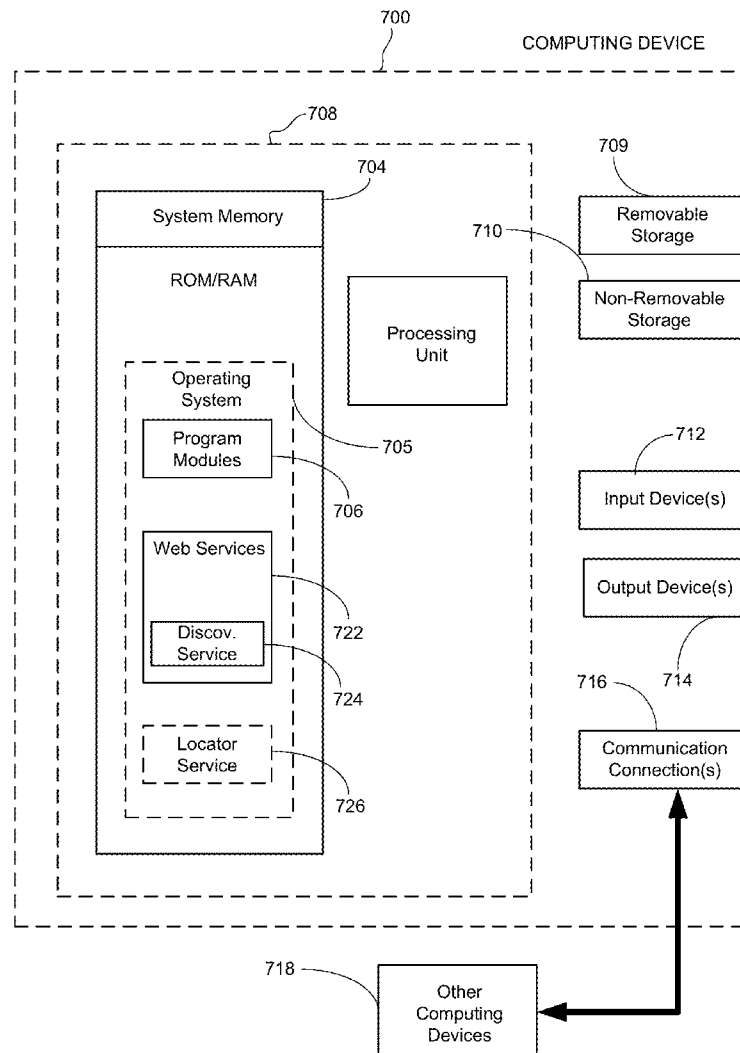 700
COMPUTING DEVICE
708
704
709
System Memory
Removable
Storage
710
ROM/RAM
Non-Removable
Storage
Processing
Unit
Operating
System
705
Program
Modules
706
712
Input Device(s)
Web Services
Output Device(s)
722
Discov.
Service
724
714
716
Locator
Service
Communication
Connection(s)
726
718
Other
Computing
Devices